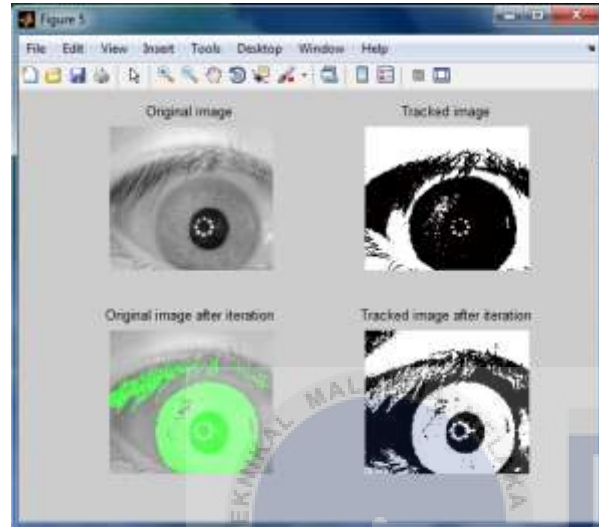 Figure 5
File Edit View Insert Tools Desktop Window Help
Original image
Tracked image
Original image after iteration
Tracked image after iteration